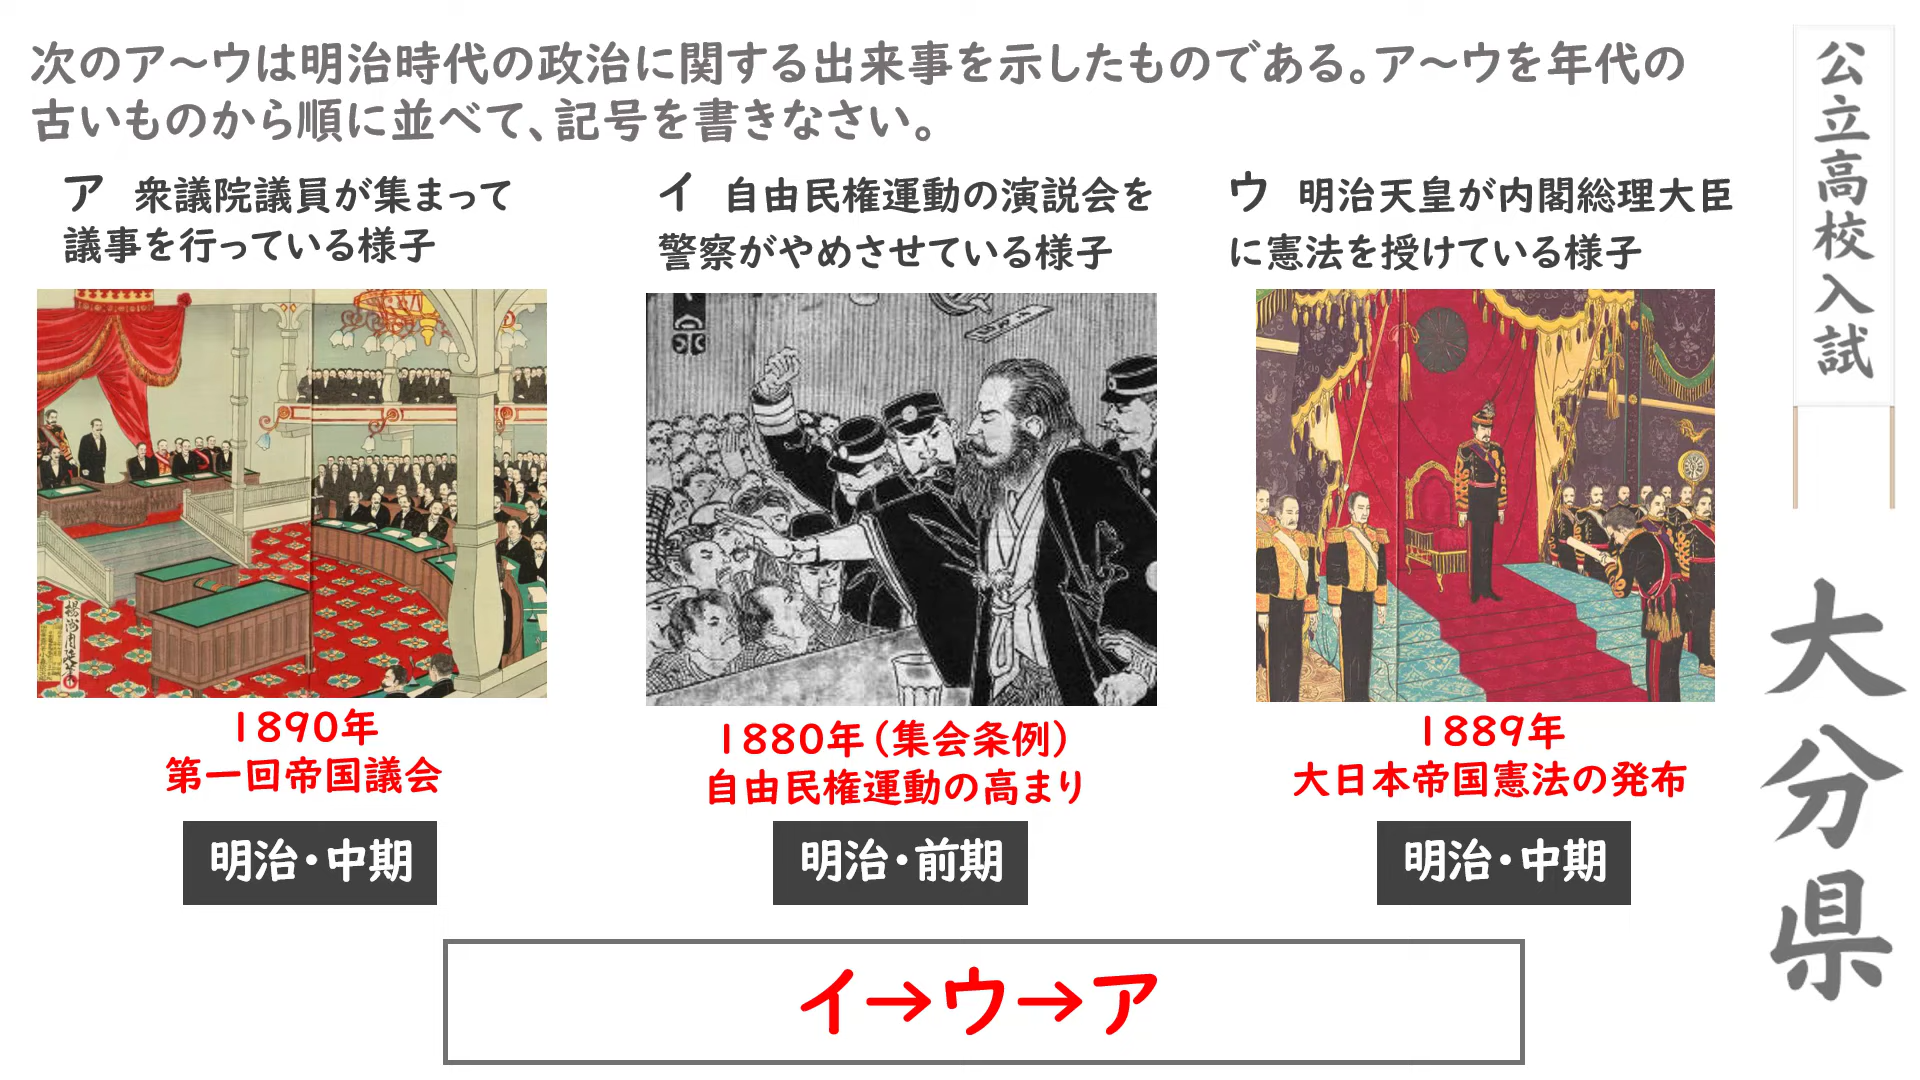 次のア～ウは明治時代の政治に関する出来事を示したものである。ア～ウを年代の
古いものから順に並べて、記号を書きなさい。
ア 衆議院議員が集まって
議事を行っている様子
イ 自由民権運動の演説会を
警察がやめさせている様子
ウ 明治天皇が内閣総理大臣
に憲法を授けている様子
1890年
第一回帝国議会
明治・中期
1880年（集会条例）
自由民権運動の高まり
明治・前期
1889年
大日本帝国憲法の発布
明治・中期
イ→ウ→ア
公立高校入試
大分県